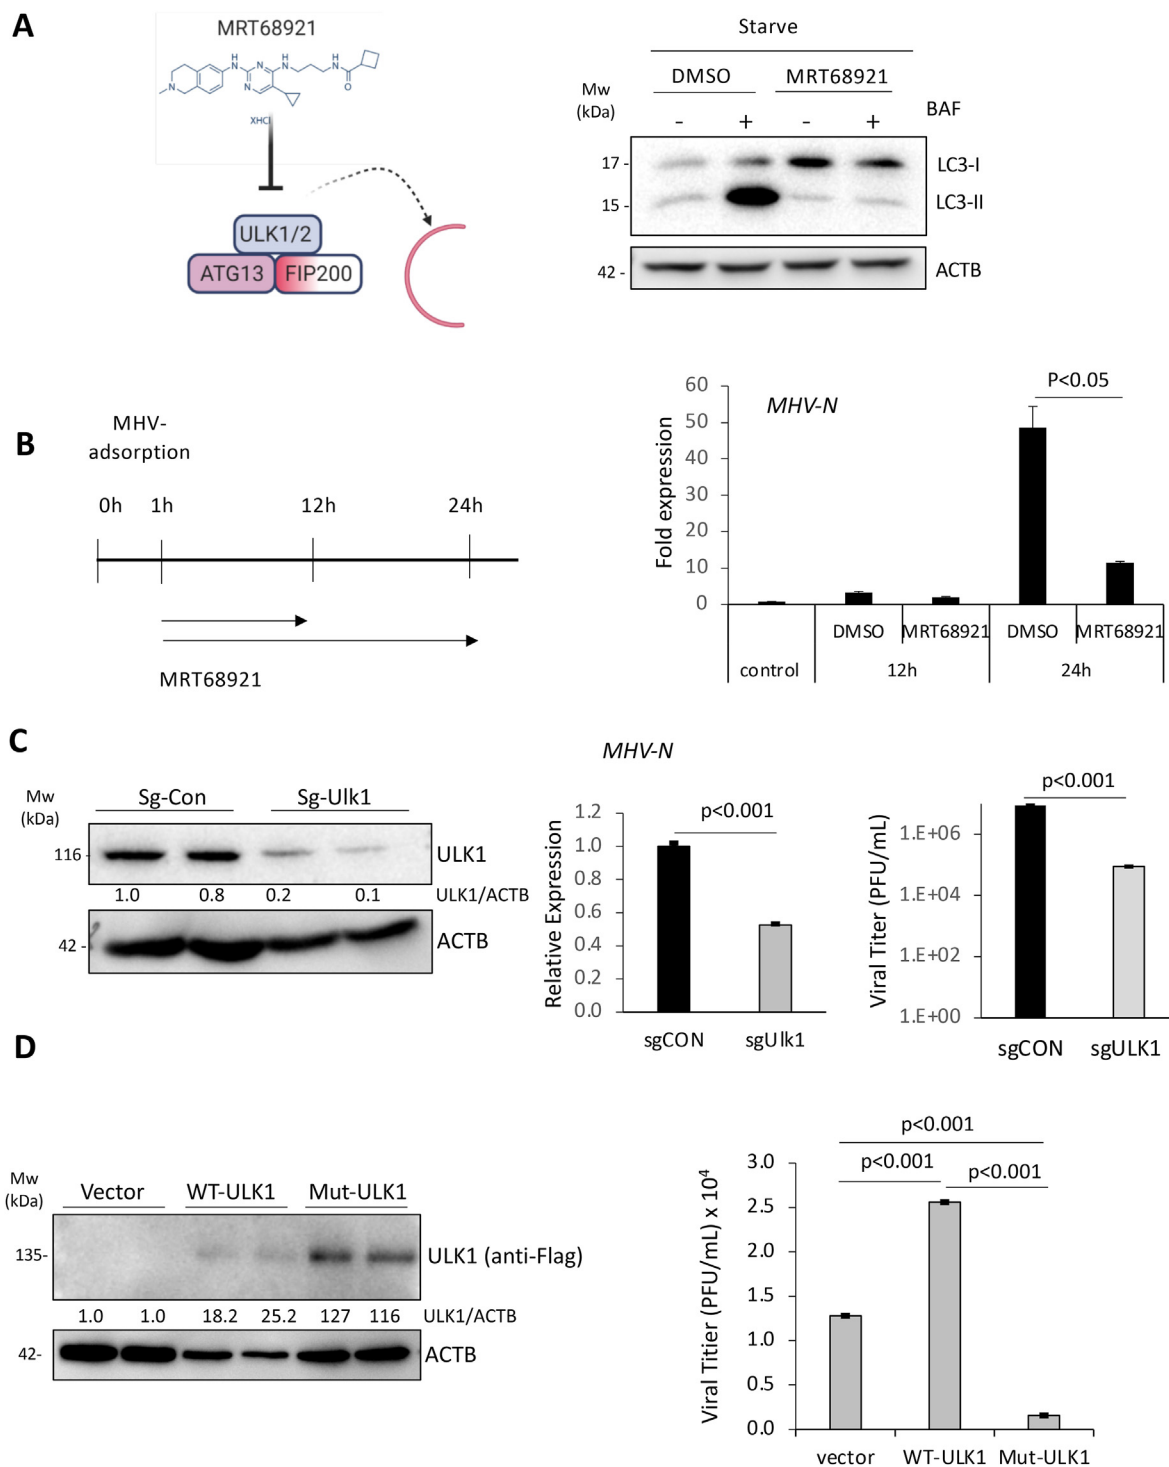 A
MRT68921
H
N
N
H
N
H
N
N
N
O
XHCl
ULK1/2
ATG13
FIP200
Starve
DMSO
MRT68921
Mw
(kDa)
BAF
- + - +
17 -
LC3-I
15 -
LC3-II
42 -
ACTB
B
MHV-
adsorption
0h 1h 12h 24h
MRT68921
MHV-N
P<0.05
Fold expression
60
50
40
30
20
10
0
DMSO MRT68921 DMSO MRT68921
control 12h 24h
C
Mw
(kDa)
Sg-Con Sg-Ulk1
116 -
ULK1
1.0 0.8 0.2 0.1 ULK1/ACTB
42 -
ACTB
MHV-N
p<0.001
Relative Expression
1.2
1.0
0.8
0.6
0.4
0.2
0.0
sgCON sgUlk1
p<0.001
Viral Titer (PFU/mL)
1.E+06
1.E+04
1.E+02
1.E+00
sgCON sgULK1
D
Mw
(kDa)
Vector WT-ULK1 Mut-ULK1
135-
ULK1 (anti-Flag)
1.0 1.0 18.2 25.2 127 116 ULK1/ACTB
42-
ACTB
p<0.001
p<0.001
p<0.001
Viral Titier (PFU/mL) x 10⁴
3.0
2.5
2.0
1.5
1.0
0.5
0.0
vector WT-ULK1 Mut-ULK1